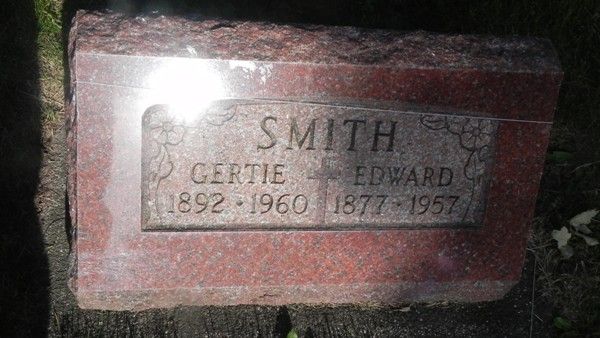 SMITH
GERTIE EDWARD
1892 · 1960 1877 · 1957